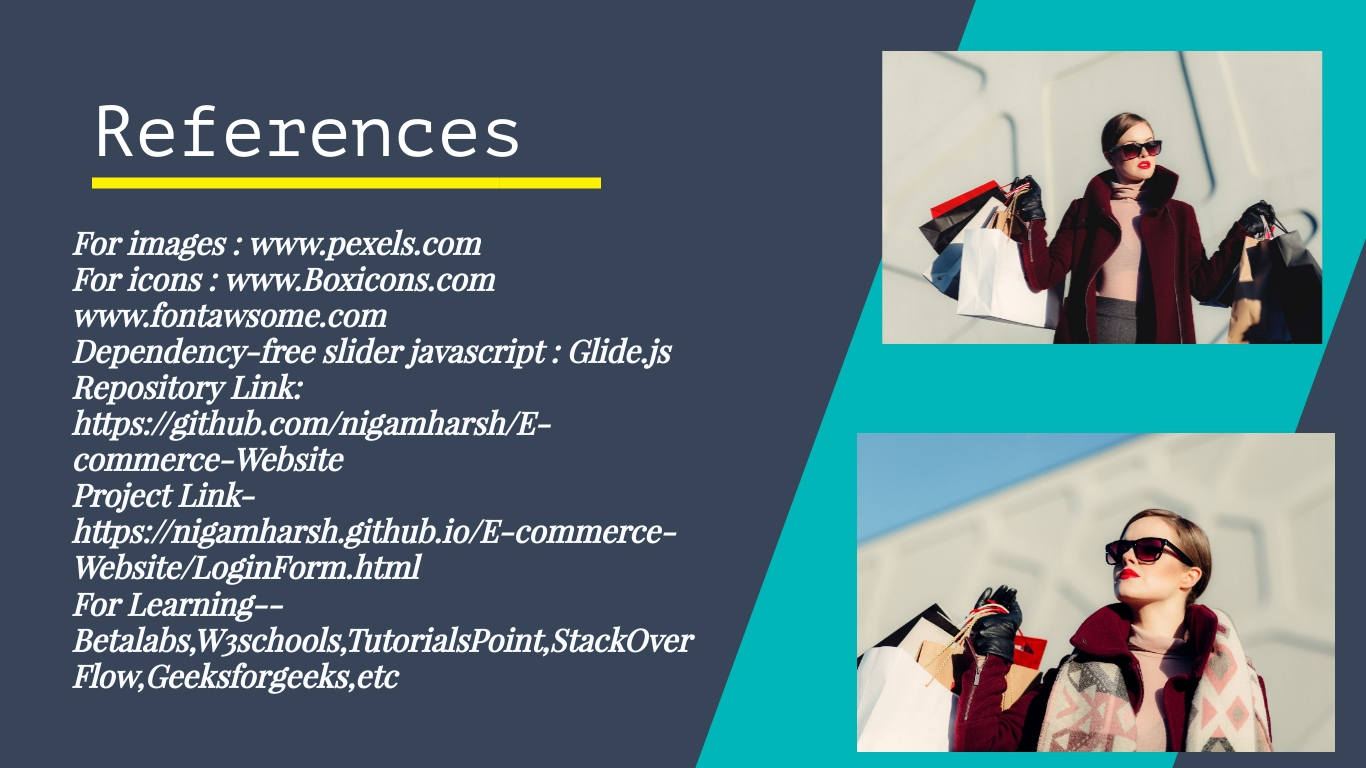 References
For images : www.pexels.com
For icons : www.Boxicons.com
www.fontawsome.com
Dependency-free slider javascript : Glide.js
Repository Link:
https://github.com/nigamharsh/E-
commerce-Website
Project Link-
https://nigamharsh.github.io/E-commerce-
Website/LoginForm.html
For Learning--
Betalabs,W3schools,TutorialsPoint,StackOver
Flow,Geeksforgeeks,etc